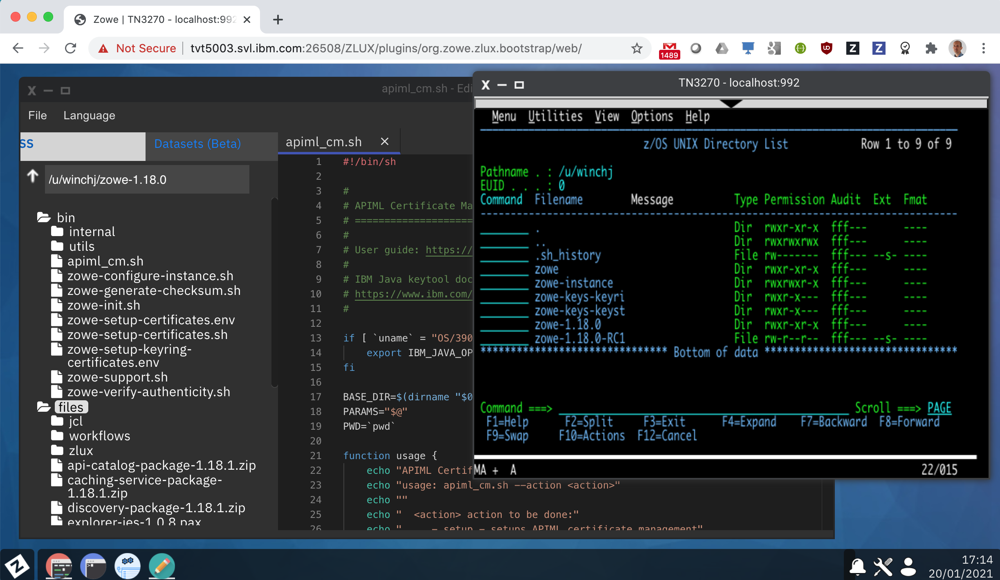 Zowe | TN3270 - localhost:992
Not Secure
tvt5003.svl.ibm.com:26508/ZLUX/plugins/org.zowe.zlux.bootstrap/web/
1489
apiml_cm.sh - Edi
File Language
SS
Datasets (Beta)
/u/winchj/zowe-1.18.0
bin
internal
utils
apiml_cm.sh
zowe-configure-instance.sh
zowe-generate-checksum.sh
zowe-init.sh
zowe-setup-certificates.env
zowe-setup-certificates.sh
zowe-setup-keyring-
certificates.env
zowe-support.sh
zowe-verify-authenticity.sh
files
jcl
workflows
zlux
api-catalog-package-1.18.1.zip
caching-service-package-
1.18.1.zip
discovery-package-1.18.1.zip
explorer-jes-1.0.8.pax
apiml_cm.sh
1 #!/bin/sh
2
3 #
4 # APIML Certificate Ma
5 # ====================
6 #
7 # User guide: https://
8 #
9 # IBM Java keytool doc
10 # https://www.ibm.com/
11 #
12
13 if [ `uname` = "OS/390
14 export IBM_JAVA_OP
15 fi
16
17 BASE_DIR=$(dirname "$0
18 PARAMS="$@"
19 PWD=`pwd`
20
21 function usage {
22 echo "APIML Certif
23 echo "usage: apiml_cm.sh --action <action>"
24 echo ""
25 echo "  <action> action to be done:"
26 echo "     - setup - setups APIML certificate management"
TN3270 - localhost:992
Menu Utilities View Options Help
z/OS UNIX Directory List Row 1 to 9 of 9
Pathname . : /u/winchj
EUID . . . : 0
Command Filename Message Type Permission Audit Ext Fmat
--------------------------------------------------------------------------------
. Dir rwxr-xr-x fff--- ----
.. Dir rwxrwxrwx fff--- ----
.sh_history File rw------- fff--- --s- ----
zowe Dir rwxr-xr-x fff--- ----
zowe-instance Dir rwxrwxr-x fff--- ----
zowe-keys-keyri Dir rwxr-x--- fff--- ----
zowe-keys-keyst Dir rwxr-x--- fff--- ----
zowe-1.18.0 Dir rwxr-xr-x fff--- ----
zowe-1.18.0-RC1 File rw-r--r-- fff--- --s- ----
******************************* Bottom of data ********************************
Command ===> Scroll ===> PAGE
F1=Help F2=Split F3=Exit F4=Expand F7=Backward F8=Forward
F9=Swap F10=Actions F12=Cancel
MA + A 22/015
17:14
20/01/2021